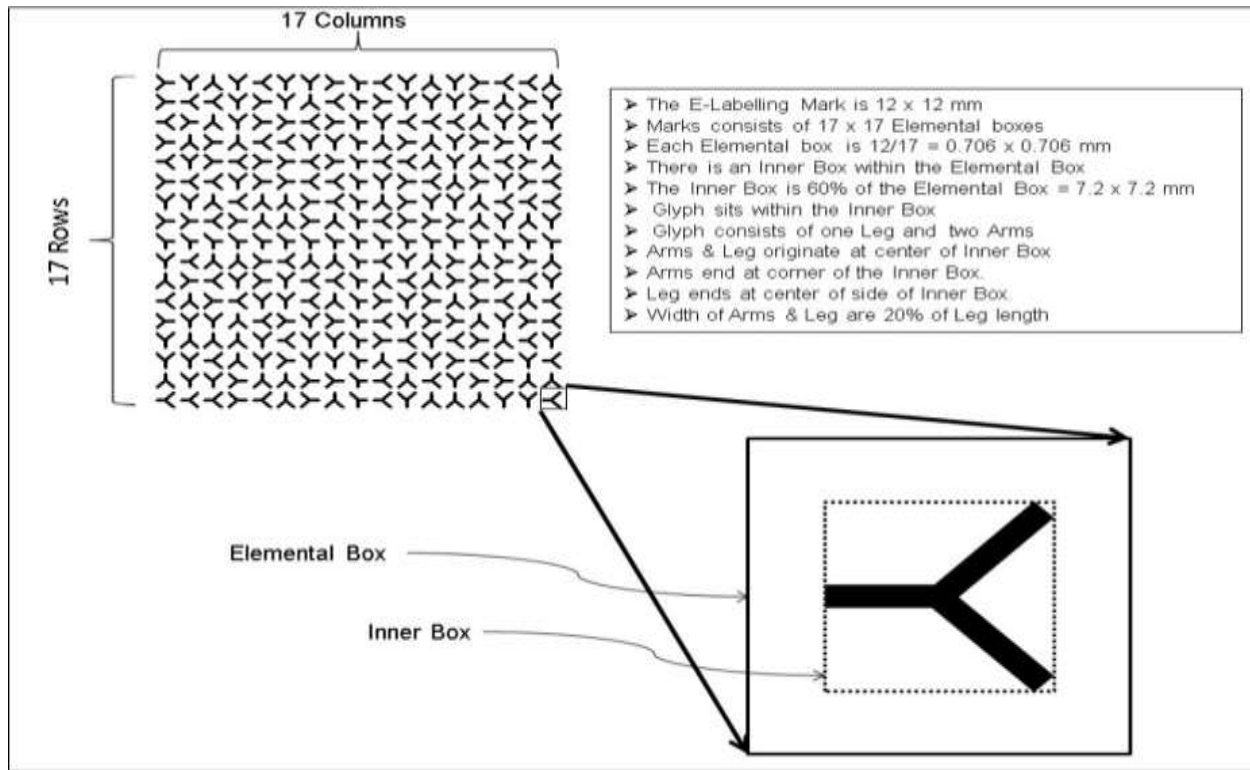 17 Columns
17 Rows
➢ The E-Labelling Mark is 12 x 12 mm
➢ Marks consists of 17 x 17 Elemental boxes
➢ Each Elemental box is 12/17 = 0.706 x 0.706 mm
➢ There is an Inner Box within the Elemental Box
➢ The Inner Box is 60% of the Elemental Box = 7.2 x 7.2 mm
➢ Glyph sits within the Inner Box
➢ Glyph consists of one Leg and two Arms
➢ Arms & Leg originate at center of Inner Box
➢ Arms end at corner of the Inner Box.
➢ Leg ends at center of side of Inner Box.
➢ Width of Arms & Leg are 20% of Leg length
Elemental Box
Inner Box